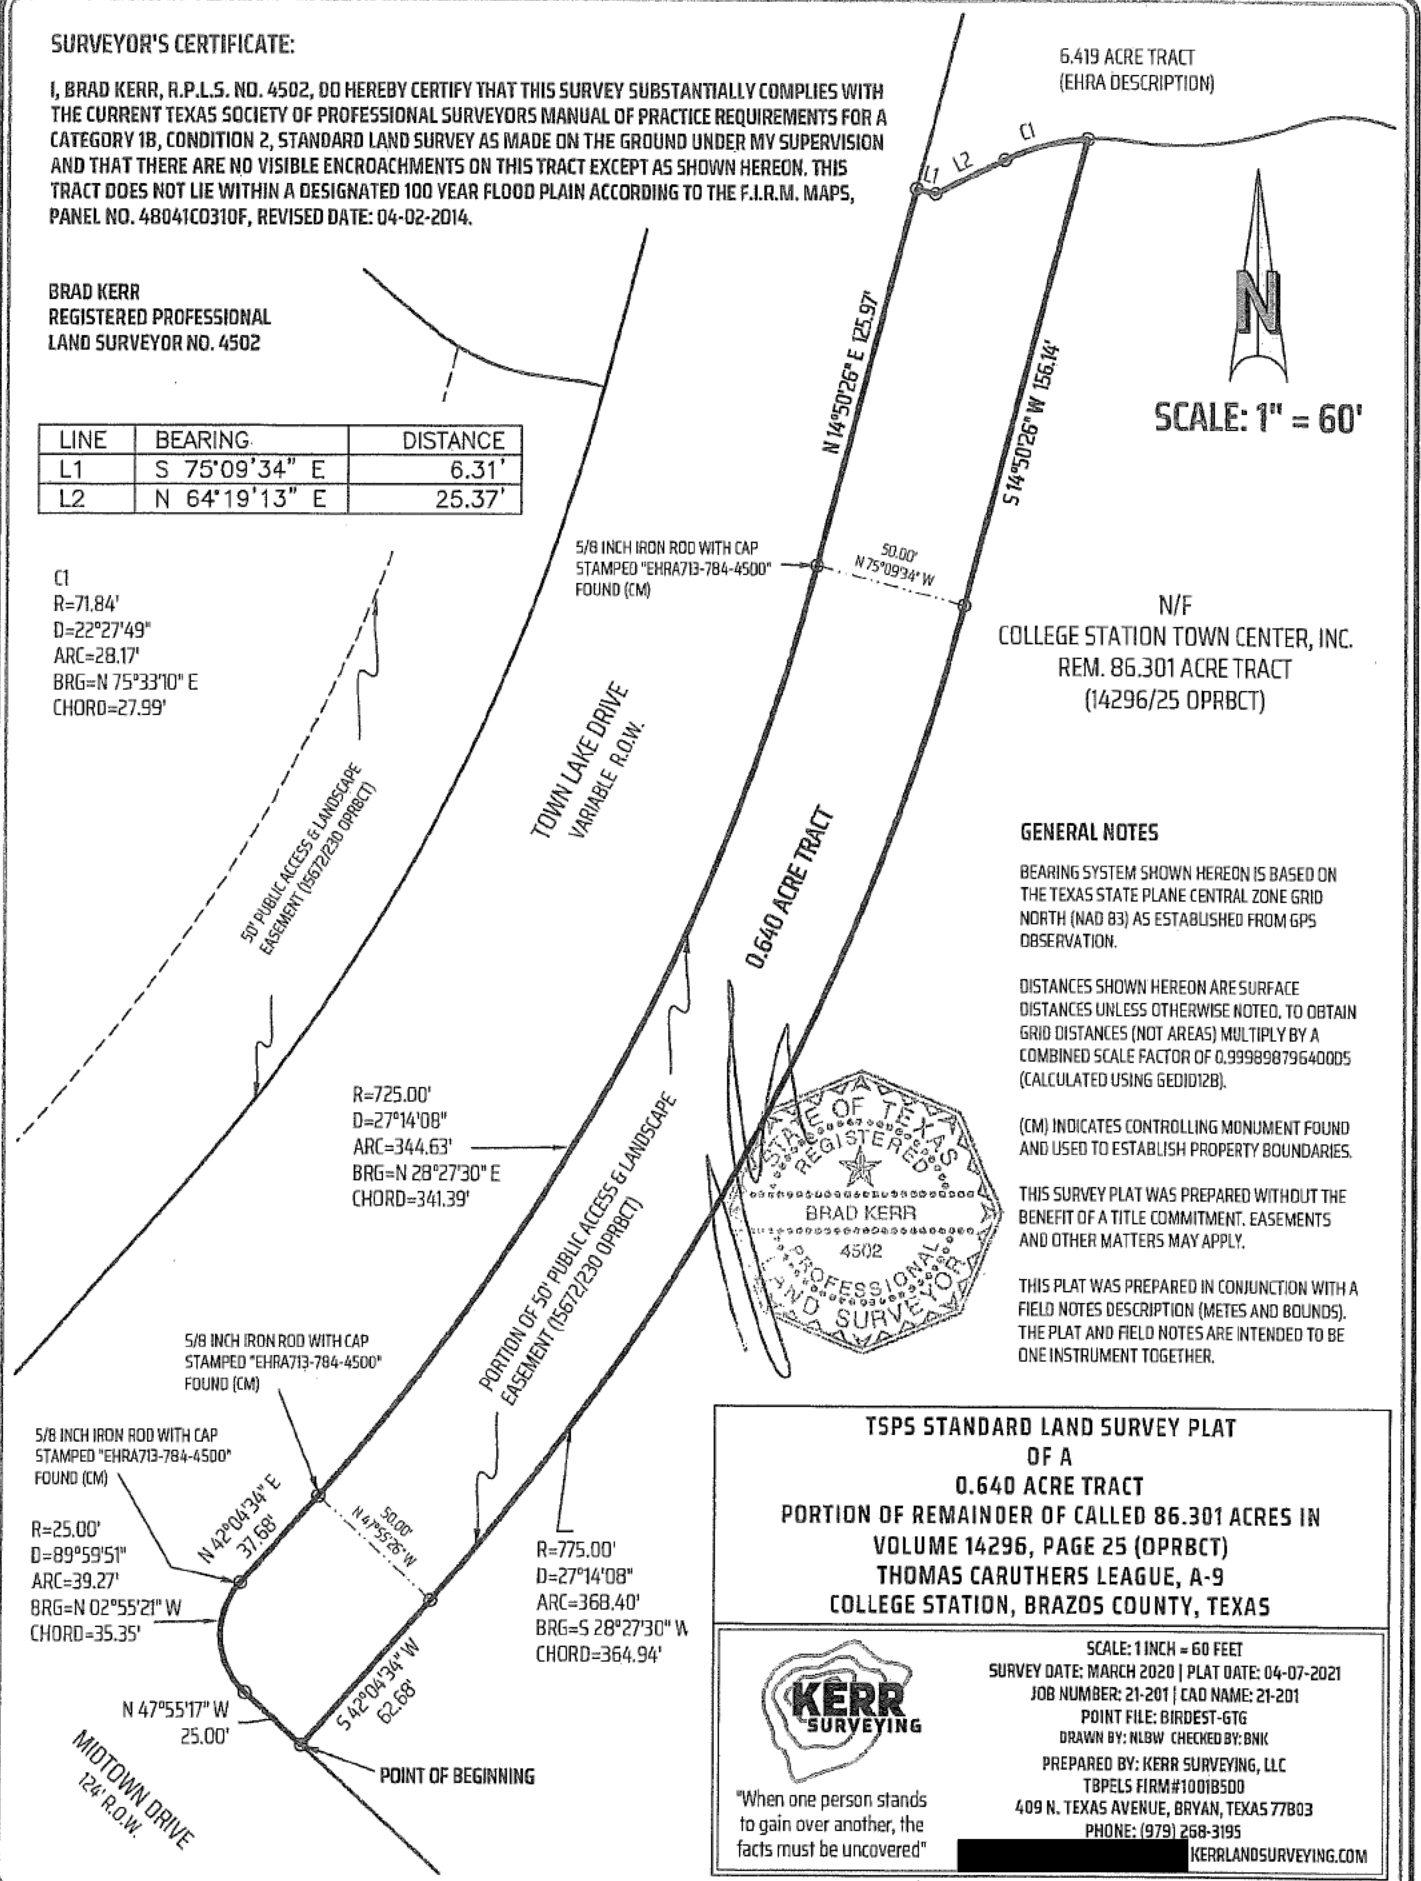 SURVEYOR'S CERTIFICATE:
I, BRAD KERR, R.P.L.S. NO. 4502, DO HEREBY CERTIFY THAT THIS SURVEY SUBSTANTIALLY COMPLIES WITH
THE CURRENT TEXAS SOCIETY OF PROFESSIONAL SURVEYORS MANUAL OF PRACTICE REQUIREMENTS FOR A
CATEGORY 1B, CONDITION 2, STANDARD LAND SURVEY AS MADE ON THE GROUND UNDER MY SUPERVISION
AND THAT THERE ARE NO VISIBLE ENCROACHMENTS ON THIS TRACT EXCEPT AS SHOWN HEREON. THIS
TRACT DOES NOT LIE WITHIN A DESIGNATED 100 YEAR FLOOD PLAIN ACCORDING TO THE F.I.R.M. MAPS,
PANEL NO. 48041C0310F, REVISED DATE: 04-02-2014.
BRAD KERR
REGISTERED PROFESSIONAL
LAND SURVEYOR NO. 4502
6.419 ACRE TRACT
(EHRA DESCRIPTION)
L1
L2
C1
N
SCALE: 1" = 60'
LINE BEARING DISTANCE
L1 S 75°09'34" E 6.31'
L2 N 64°19'13" E 25.37'
N 14°50'26" E 125.97'
S 14°50'26" W 156.14'
5/8 INCH IRON ROD WITH CAP
STAMPED "EHRA713-784-4500"
FOUND (CM)
50.00'
N 75°09'34" W
C1
R=71.84'
D=22°27'49"
ARC=28.17'
BRG=N 75°33'10" E
CHORD=27.99'
N/F
COLLEGE STATION TOWN CENTER, INC.
REM. 86.301 ACRE TRACT
(14296/25 OPRBCT)
50' PUBLIC ACCESS & LANDSCAPE
EASEMENT (15672/230 OPRBCT)
TOWN LAKE DRIVE
VARIABLE R.O.W.
0.640 ACRE TRACT
GENERAL NOTES
BEARING SYSTEM SHOWN HEREON IS BASED ON
THE TEXAS STATE PLANE CENTRAL ZONE GRID
NORTH (NAD 83) AS ESTABLISHED FROM GPS
OBSERVATION.
DISTANCES SHOWN HEREON ARE SURFACE
DISTANCES UNLESS OTHERWISE NOTED. TO OBTAIN
GRID DISTANCES (NOT AREAS) MULTIPLY BY A
COMBINED SCALE FACTOR OF 0.99989879640005
(CALCULATED USING GEOID12B).
(CM) INDICATES CONTROLLING MONUMENT FOUND
AND USED TO ESTABLISH PROPERTY BOUNDARIES.
THIS SURVEY PLAT WAS PREPARED WITHOUT THE
BENEFIT OF A TITLE COMMITMENT. EASEMENTS
AND OTHER MATTERS MAY APPLY.
THIS PLAT WAS PREPARED IN CONJUNCTION WITH A
FIELD NOTES DESCRIPTION (METES AND BOUNDS).
THE PLAT AND FIELD NOTES ARE INTENDED TO BE
ONE INSTRUMENT TOGETHER.
R=725.00'
D=27°14'08"
ARC=344.63'
BRG=N 28°27'30" E
CHORD=341.39'
PORTION OF 50' PUBLIC ACCESS & LANDSCAPE
EASEMENT (15672/230 OPRBCT)
STATE OF TEXAS
REGISTERED
BRAD KERR
4502
PROFESSIONAL
LAND SURVEYOR
5/8 INCH IRON ROD WITH CAP
STAMPED "EHRA713-784-4500"
FOUND (CM)
5/8 INCH IRON ROD WITH CAP
STAMPED "EHRA713-784-4500"
FOUND (CM)
N 42°04'34" E
37.68'
50.00'
N 47°55'26" W
R=25.00'
D=89°59'51"
ARC=39.27'
BRG=N 02°55'21" W
CHORD=35.35'
R=775.00'
D=27°14'08"
ARC=368.40'
BRG=S 28°27'30" W
CHORD=364.94'
S 42°04'34" W
62.68'
N 47°55'17" W
25.00'
POINT OF BEGINNING
MIDTOWN DRIVE
124' R.O.W.
TSPS STANDARD LAND SURVEY PLAT
OF A
0.640 ACRE TRACT
PORTION OF REMAINDER OF CALLED 86.301 ACRES IN
VOLUME 14296, PAGE 25 (OPRBCT)
THOMAS CARUTHERS LEAGUE, A-9
COLLEGE STATION, BRAZOS COUNTY, TEXAS
KERR
SURVEYING
"When one person stands
to gain over another, the
facts must be uncovered"
SCALE: 1 INCH = 60 FEET
SURVEY DATE: MARCH 2020 | PLAT DATE: 04-07-2021
JOB NUMBER: 21-201 | CAD NAME: 21-201
POINT FILE: BIRDEST-GTG
DRAWN BY: NLBW CHECKED BY: BNK
PREPARED BY: KERR SURVEYING, LLC
TBPELS FIRM#10018500
409 N. TEXAS AVENUE, BRYAN, TEXAS 77803
PHONE: (979) 268-3195
KERRLANDSURVEYING.COM